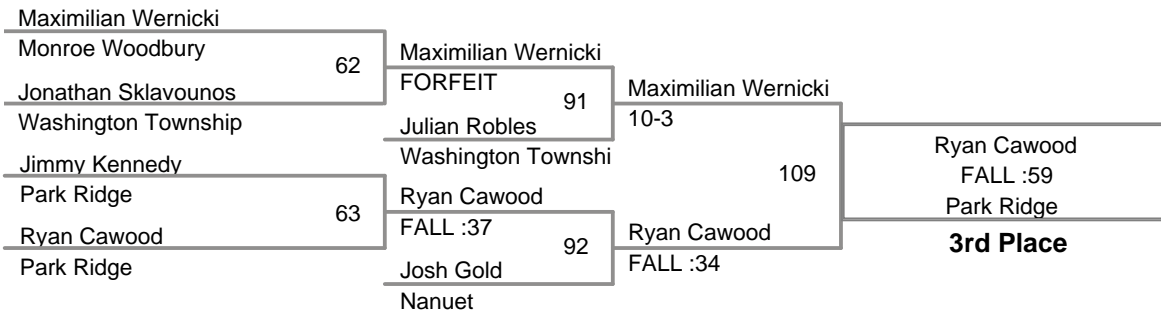 Maximilian Wernicki
Monroe Woodbury
62
Jonathan Sklavounos
Washington Township
Jimmy Kennedy
Park Ridge
63
Ryan Cawood
Park Ridge
Maximilian Wernicki
FORFEIT
91
Julian Robles
Washington Townshi
Ryan Cawood
FALL :37
92
Josh Gold
Nanuet
Maximilian Wernicki
10-3
109
Ryan Cawood
FALL :34
Ryan Cawood
FALL :59
Park Ridge
3rd Place